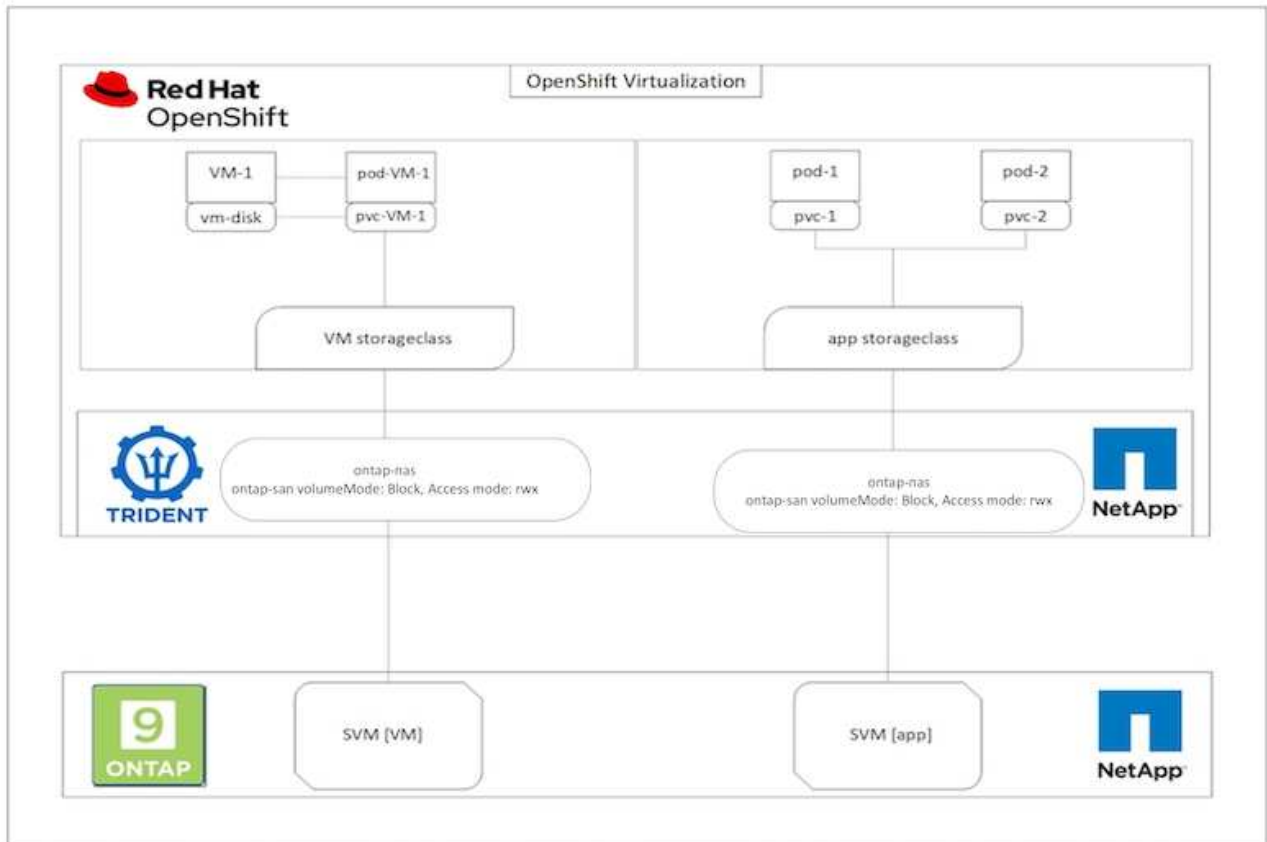 OpenShift Virtualization
Red Hat
OpenShift
VM-1
pod-VM-1
vm-disk
pvc-VM-1
pod-1
pod-2
pvc-1
pvc-2
VM storageclass
app storageclass
TRIDENT
ontap-nas
ontap-san volumeMode: Block, Access mode: rwx
ontap-nas
ontap-san volumeMode: Block, Access mode: rwx
NetApp
9
ONTAP
SVM [VM]
SVM [app]
NetApp